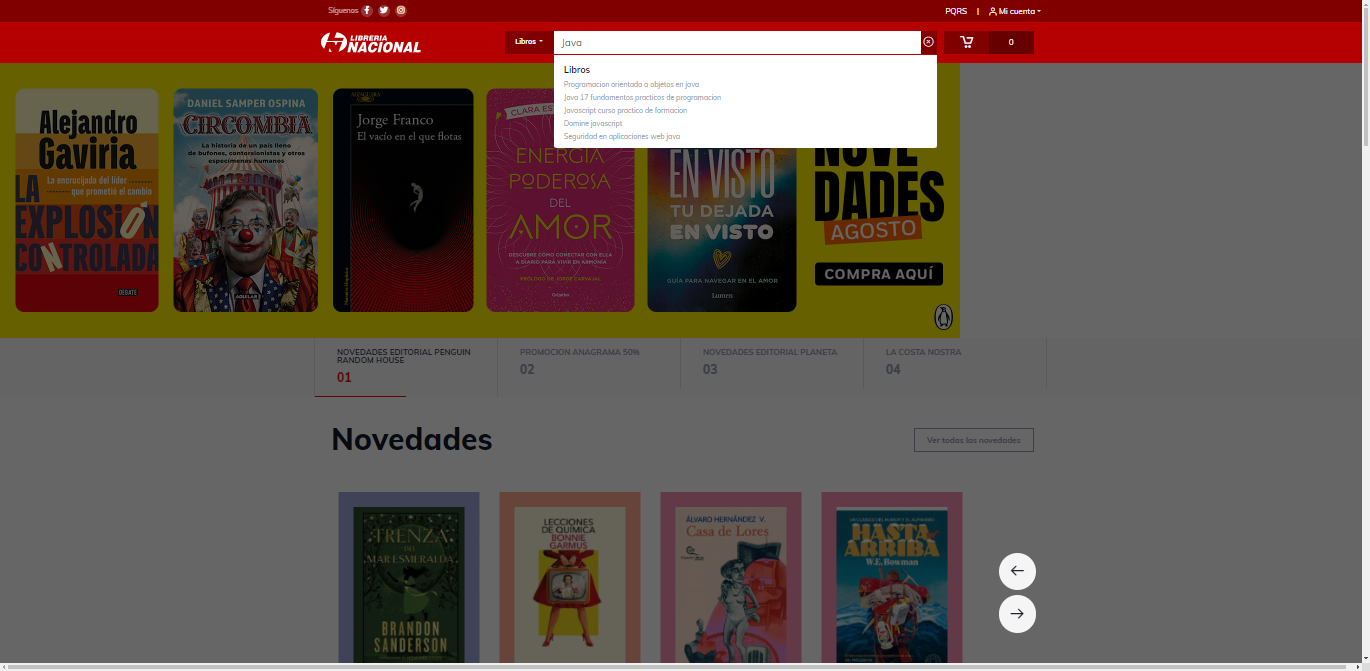 Síguenos
PQRS
Mi cuenta
LIBRERIA
NACIONAL
Libros
Java
0
Libros
Programacion orientada a objetos en java
Java 17 fundamentos practicos de programacion
Javascript curso practico de formacion
Domine javascript
Seguridad en aplicaciones web java
Alejandro
Gaviria
La encrucijada del líder
que prometió el cambio
LA
EXPLOSIÓN
CONTROLADA
DEBATE
DANIEL SAMPER OSPINA
CIRCOMBIA
La historia de un país lleno
de bufones, contorsionistas y otros
especímenes humanos
AGUILAR
ALFAGUARA
Jorge Franco
El vacío en el que flotas
CLARA ES
ENERGÍA
PODEROSA
DEL
AMOR
DESCUBRE CÓMO CONECTAR CON ELLA
A DIARIO PARA VIVIR EN ARMONÍA
PRÓLOGO DE JORGE CARVAJAL
Grijalbo
EN VISTO
TU DEJADA
EN VISTO
GUÍA PARA NAVEGAR EN EL AMOR
Lumen
NOVE
DADES
AGOSTO
COMPRA AQUÍ
NOVEDADES EDITORIAL PENGUIN
RANDOM HOUSE
01
PROMOCION ANAGRAMA 50%
02
NOVEDADES EDITORIAL PLANETA
03
LA COSTA NOSTRA
04
Novedades
Ver todas las novedades
TRENZA
DEL
MAR ESMERALDA
BRANDON
SANDERSON
LECCIONES
DE QUÍMICA
BONNIE
GARMUS
ÁLVARO HERNÁNDEZ V.
Casa de Lores
HASTA
ARRIBA
W.E. Bowman